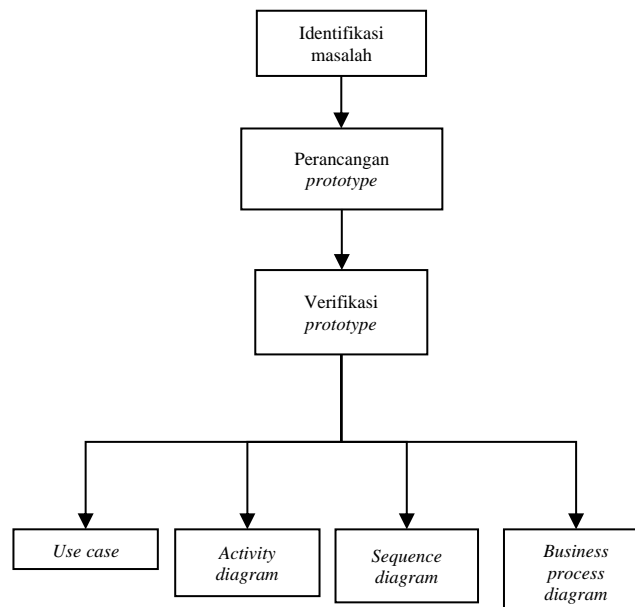 Identifikasi
masalah
Perancangan
prototype
Verifikasi
prototype
Use case
Activity
diagram
Sequence
diagram
Business
process
diagram